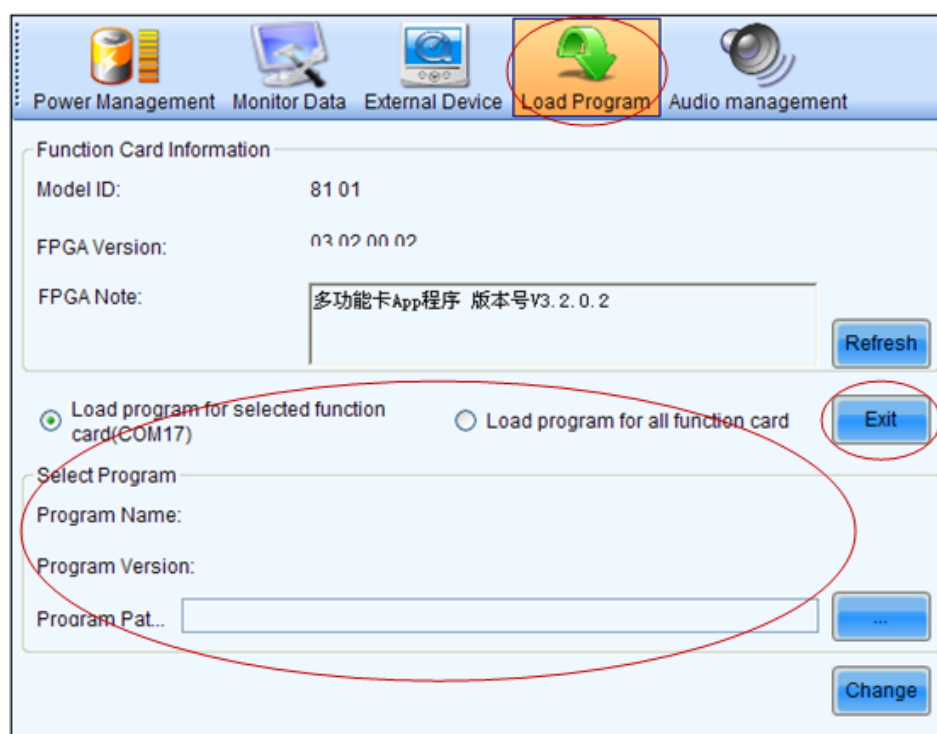 Power Management Monitor Data External Device Load Program Audio management
Function Card Information
Model ID: 81 01
FPGA Version: 03.02.00.02
FPGA Note: 多功能卡App程序 版本号V3.2.0.2
Refresh
Load program for selected function
card(COM17)
Load program for all function card
Exit
Select Program
Program Name:
Program Version:
Program Pat...
...
Change